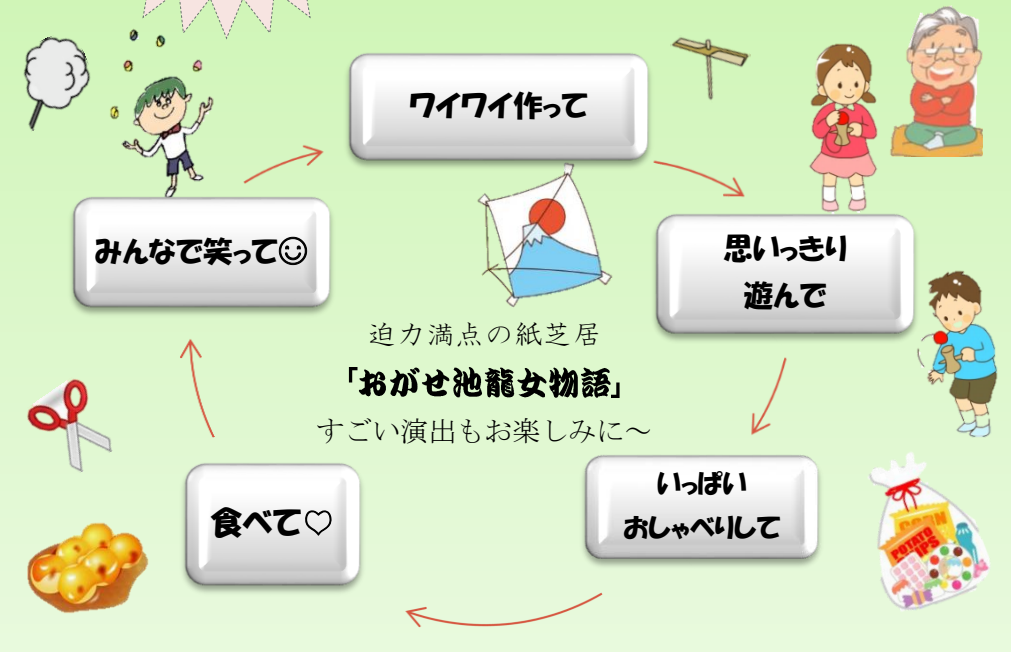 ワイワイ作って
みんなで笑って☺
思いっきり
遊んで
迫力満点の紙芝居
「おがせ池龍女物語」
すごい演出もお楽しみに～
いっぱい
おしゃべりして
食べて♡
CORN
POTATO
IPS